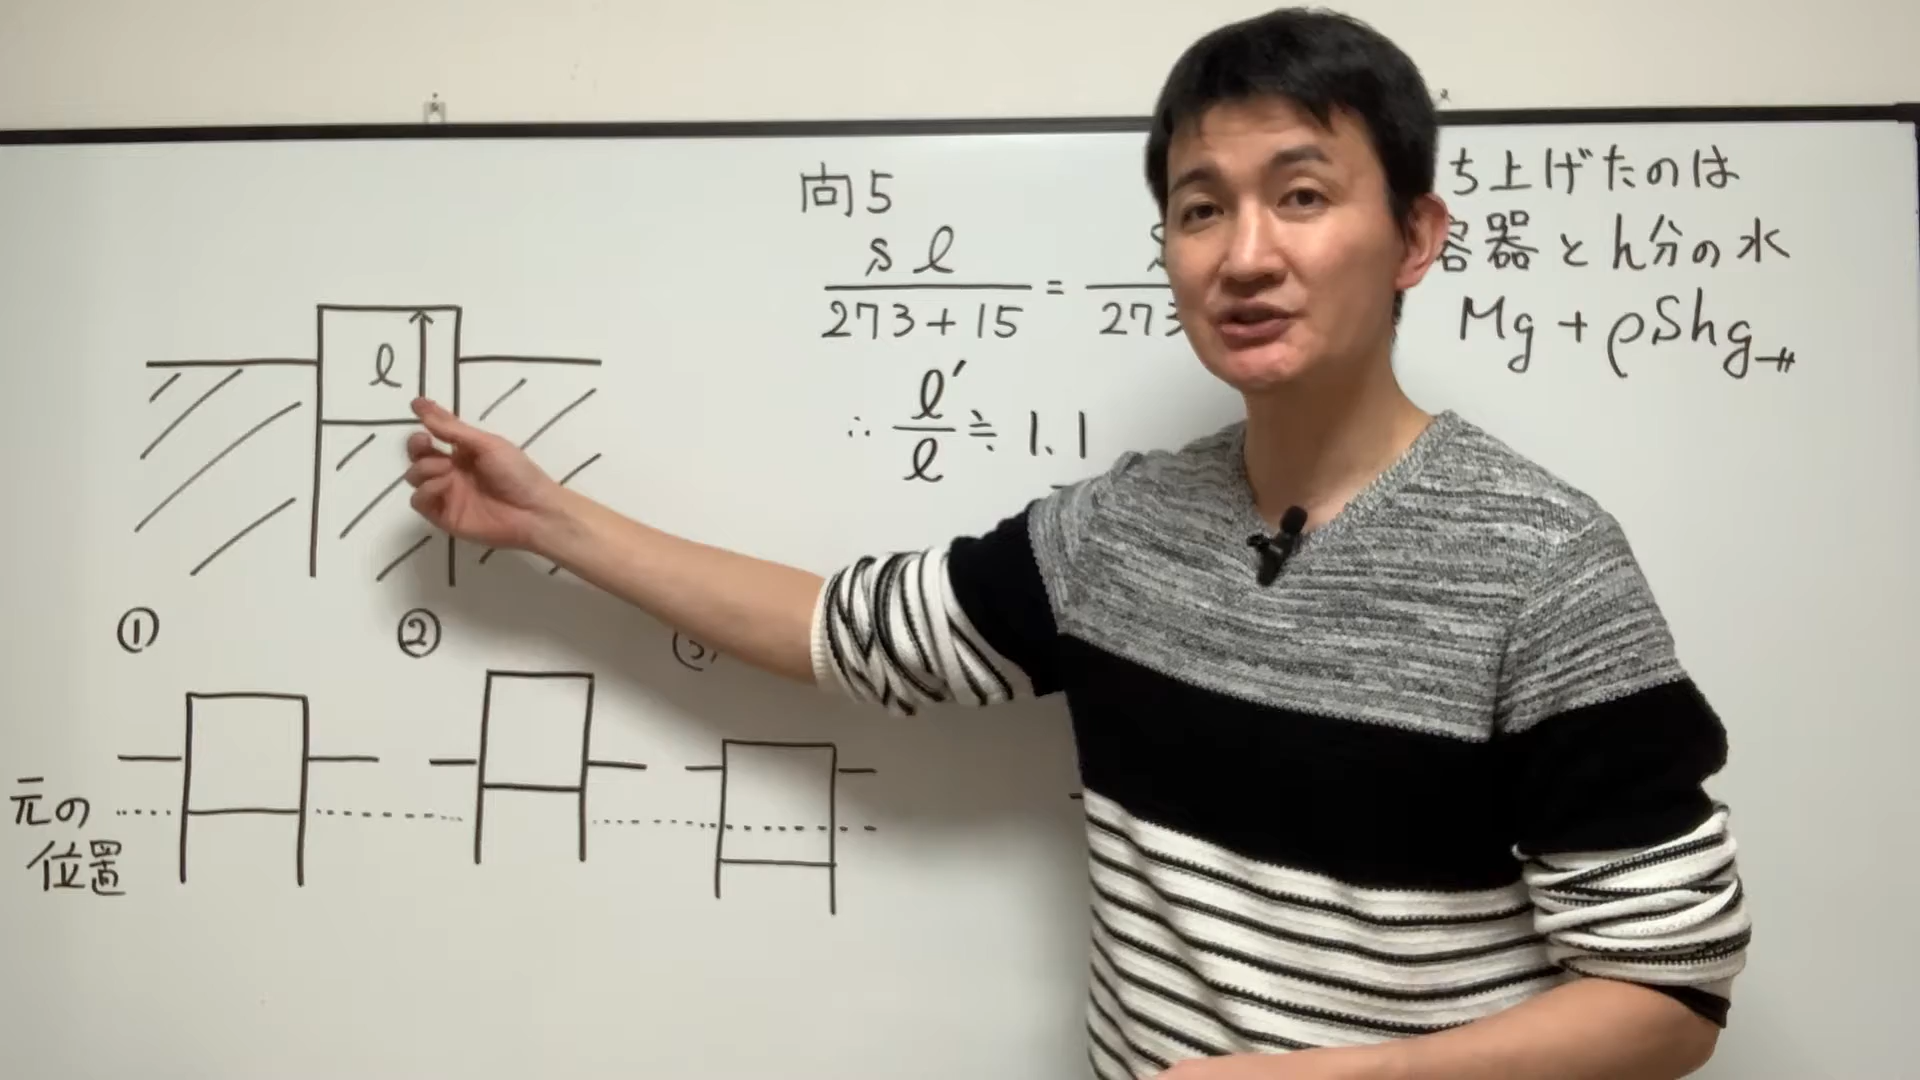 問5
sl
273+15
=
273
∴ l′/l ≒ 1.1
ち上げたのは
容器とh分の水
Mg+ρShg
l
①
②
元の
位置